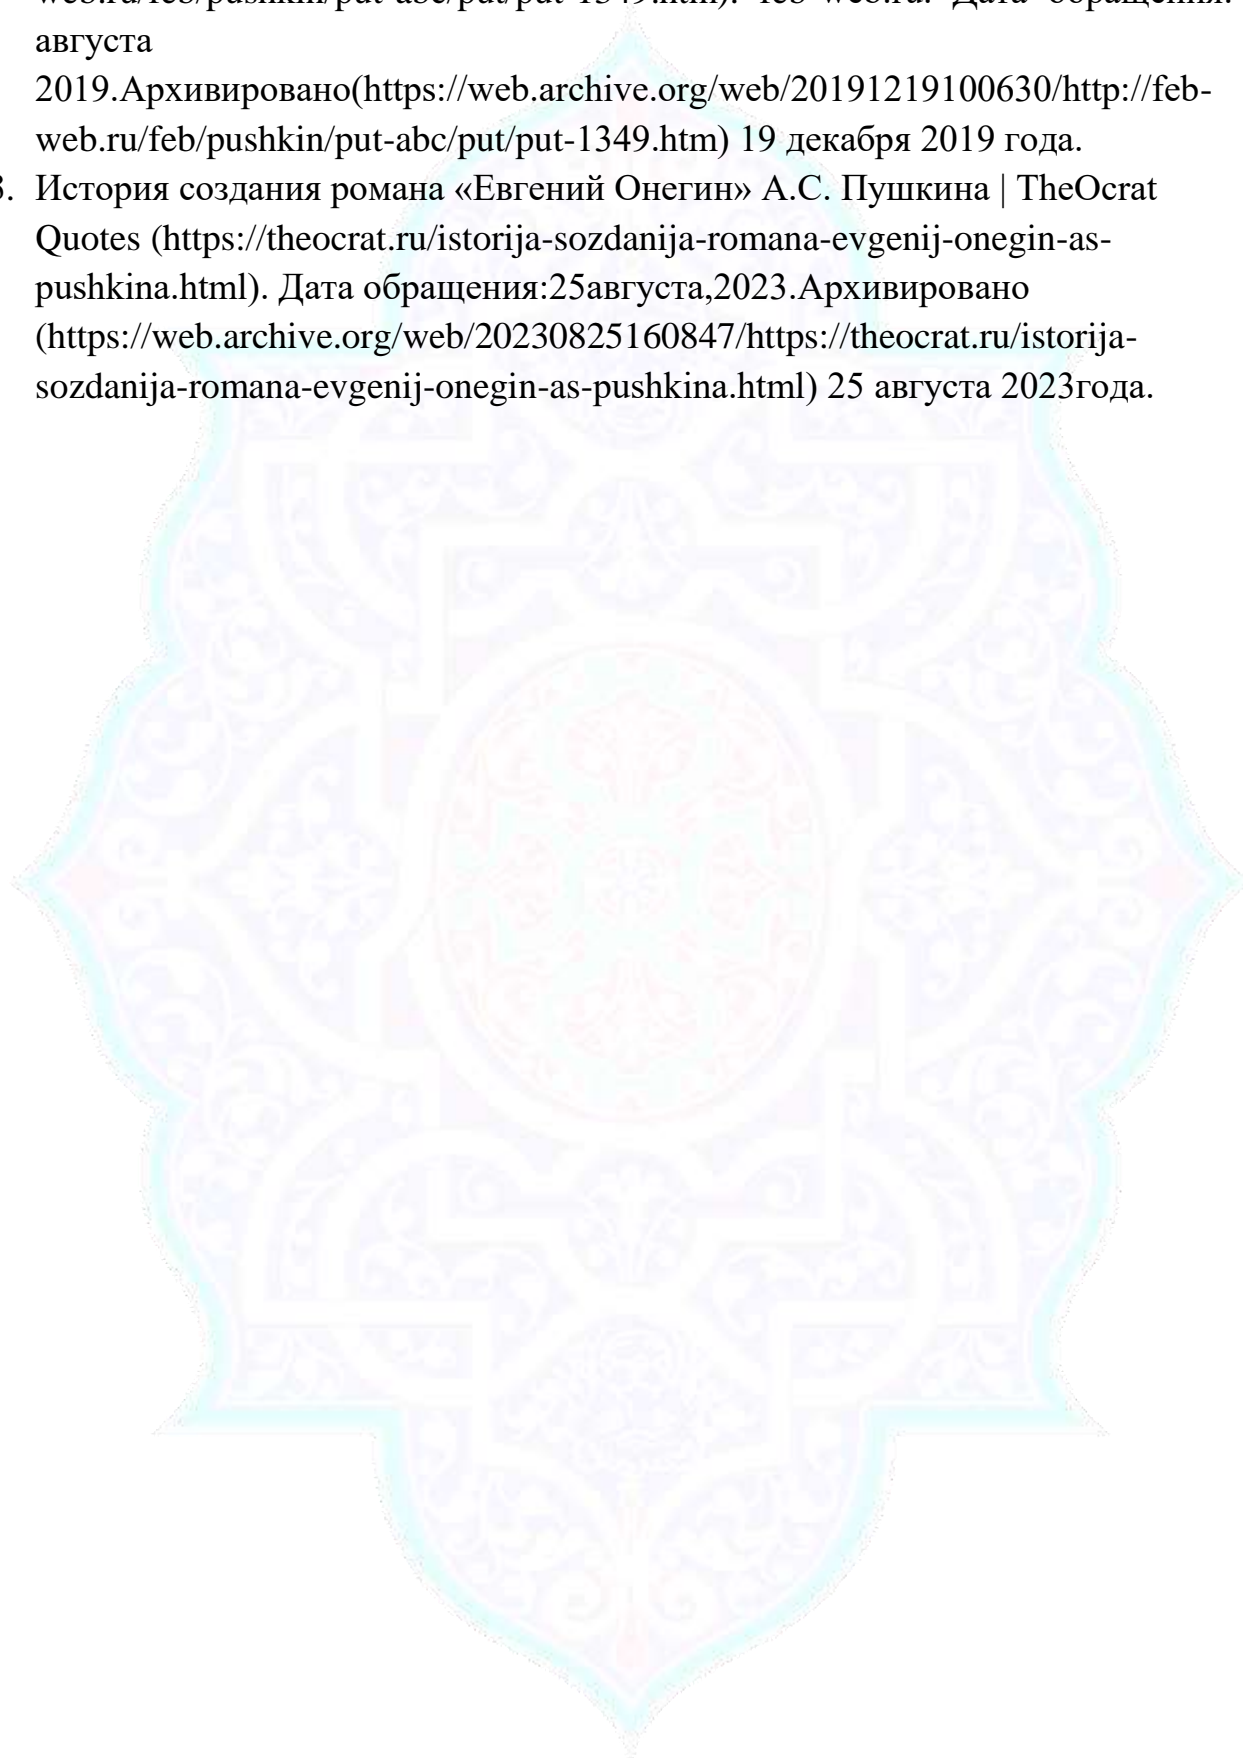 августа
2019.Архивировано(https://web.archive.org/web/20191219100630/http://feb-
web.ru/feb/pushkin/put-abc/put/put-1349.htm) 19 декабря 2019 года.
3. История создания романа «Евгений Онегин» А.С. Пушкина | TheOcrat
Quotes (https://theocrat.ru/istorija-sozdanija-romana-evgenij-onegin-as-
pushkina.html). Дата обращения:25августа,2023.Архивировано
(https://web.archive.org/web/20230825160847/https://theocrat.ru/istorija-
sozdanija-romana-evgenij-onegin-as-pushkina.html) 25 августа 2023года.